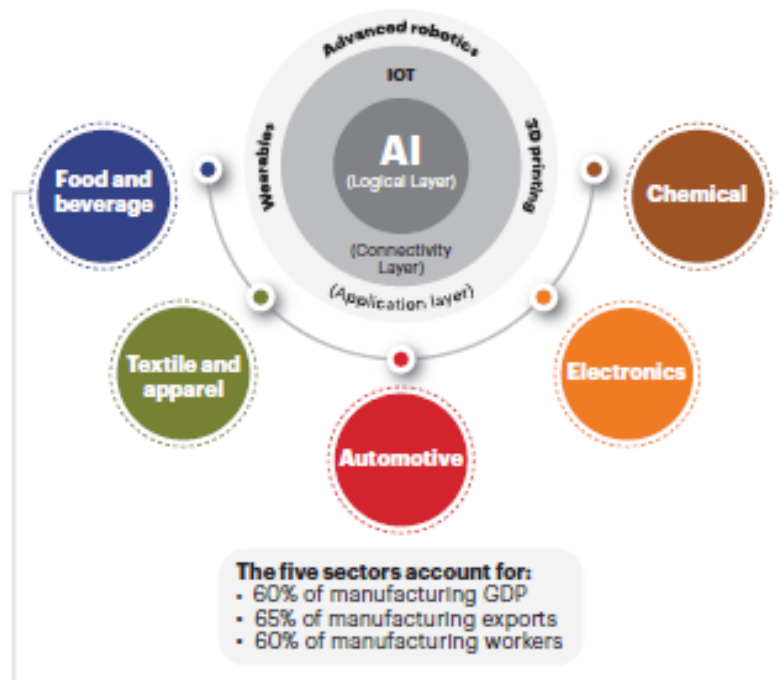 Advanced robotics
IOT
Wearables
3D printing
AI
(Logical Layer)
(Connectivity
Layer)
(Application layer)
Food and
beverage
Chemical
Textile and
apparel
Electronics
Automotive
The five sectors account for:
• 60% of manufacturing GDP
• 65% of manufacturing exports
• 60% of manufacturing workers